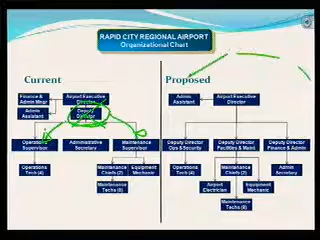 RAPID CITY REGIONAL AIRPORT
Organizational Chart
Current
Proposed
Finance &
Admin Mngr
Airport Executive
Director
Admin
Assistant
Deputy
Director
Operations
Supervisor
Administrative
Secretary
Maintenance
Supervisor
Operations
Tech (4)
Maintenance
Chiefs (2)
Equipment
Mechanic
Maintenance
Techs (8)
Admin
Assistant
Airport Executive
Director
Deputy Director
Ops & Security
Deputy Director
Facilities & Maint
Deputy Director
Finance & Admin
Operations
Tech (4)
Maintenance
Chiefs (2)
Admin
Secretary
Airport
Electrician
Equipment
Mechanic
Maintenance
Techs (8)